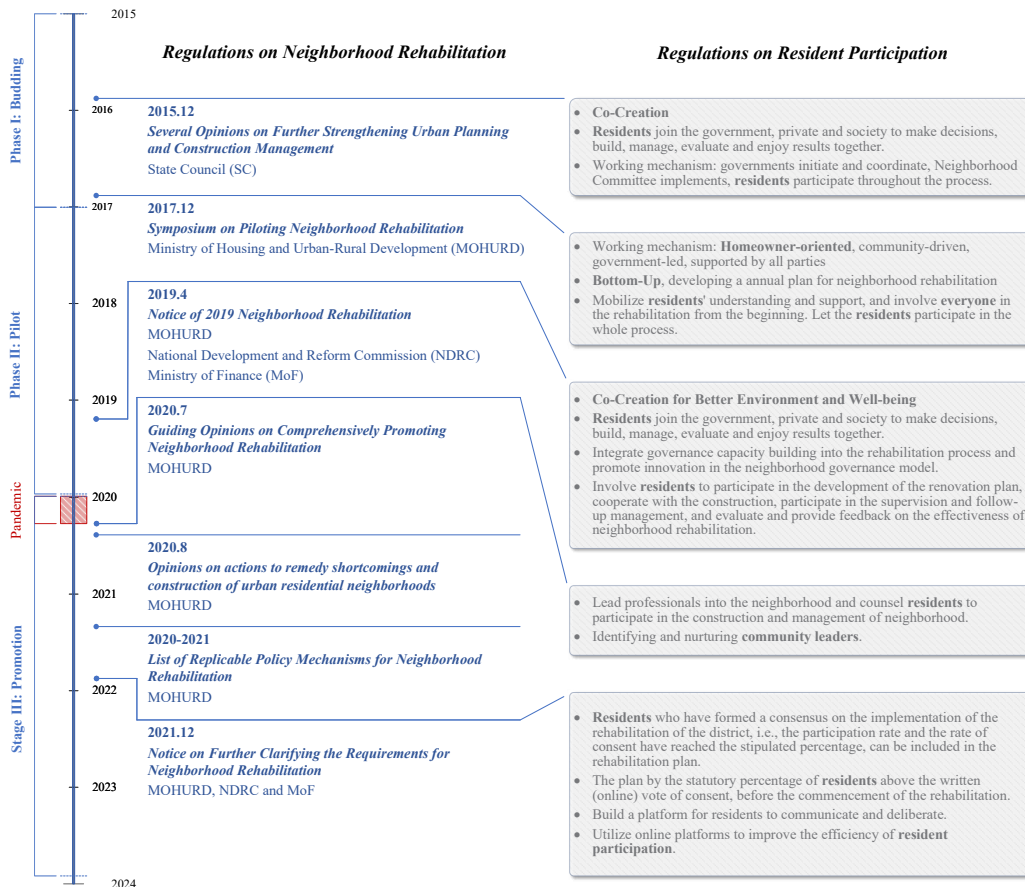 2015
Regulations on Neighborhood Rehabilitation
Regulations on Resident Participation
Phase I: Budding
2016
2015.12
Several Opinions on Further Strengthening Urban Planning
and Construction Management
State Council (SC)
• Co-Creation
• Residents join the government, private and society to make decisions,
build, manage, evaluate and enjoy results together.
• Working mechanism: governments initiate and coordinate, Neighborhood
Committee implements, residents participate throughout the process.
2017
2017.12
Symposium on Piloting Neighborhood Rehabilitation
Ministry of Housing and Urban-Rural Development (MOHURD)
• Working mechanism: Homeowner-oriented, community-driven,
government-led, supported by all parties
• Bottom-Up, developing a annual plan for neighborhood rehabilitation
• Mobilize residents' understanding and support, and involve everyone in
the rehabilitation from the beginning. Let the residents participate in the
whole process.
Phase II: Pilot
2018
2019.4
Notice of 2019 Neighborhood Rehabilitation
MOHURD
National Development and Reform Commission (NDRC)
Ministry of Finance (MoF)
• Co-Creation for Better Environment and Well-being
• Residents join the government, private and society to make decisions,
build, manage, evaluate and enjoy results together.
• Integrate governance capacity building into the rehabilitation process and
promote innovation in the neighborhood governance model.
• Involve residents to participate in the development of the renovation plan,
cooperate with the construction, participate in the supervision and follow-
up management, and evaluate and provide feedback on the effectiveness of
neighborhood rehabilitation.
2019
2020.7
Guiding Opinions on Comprehensively Promoting
Neighborhood Rehabilitation
MOHURD
Pandemic
2020
2020.8
Opinions on actions to remedy shortcomings and
construction of urban residential neighborhoods
MOHURD
• Lead professionals into the neighborhood and counsel residents to
participate in the construction and management of neighborhood.
• Identifying and nurturing community leaders.
2021
Stage III: Promotion
2020-2021
List of Replicable Policy Mechanisms for Neighborhood
Rehabilitation
MOHURD
2022
2021.12
Notice on Further Clarifying the Requirements for
Neighborhood Rehabilitation
MOHURD, NDRC and MoF
• Residents who have formed a consensus on the implementation of the
rehabilitation of the district, i.e., the participation rate and the rate of
consent have reached the stipulated percentage, can be included in the
rehabilitation plan.
• The plan by the statutory percentage of residents above the written
(online) vote of consent, before the commencement of the rehabilitation.
• Build a platform for residents to communicate and deliberate.
• Utilize online platforms to improve the efficiency of resident
participation.
2023
2024